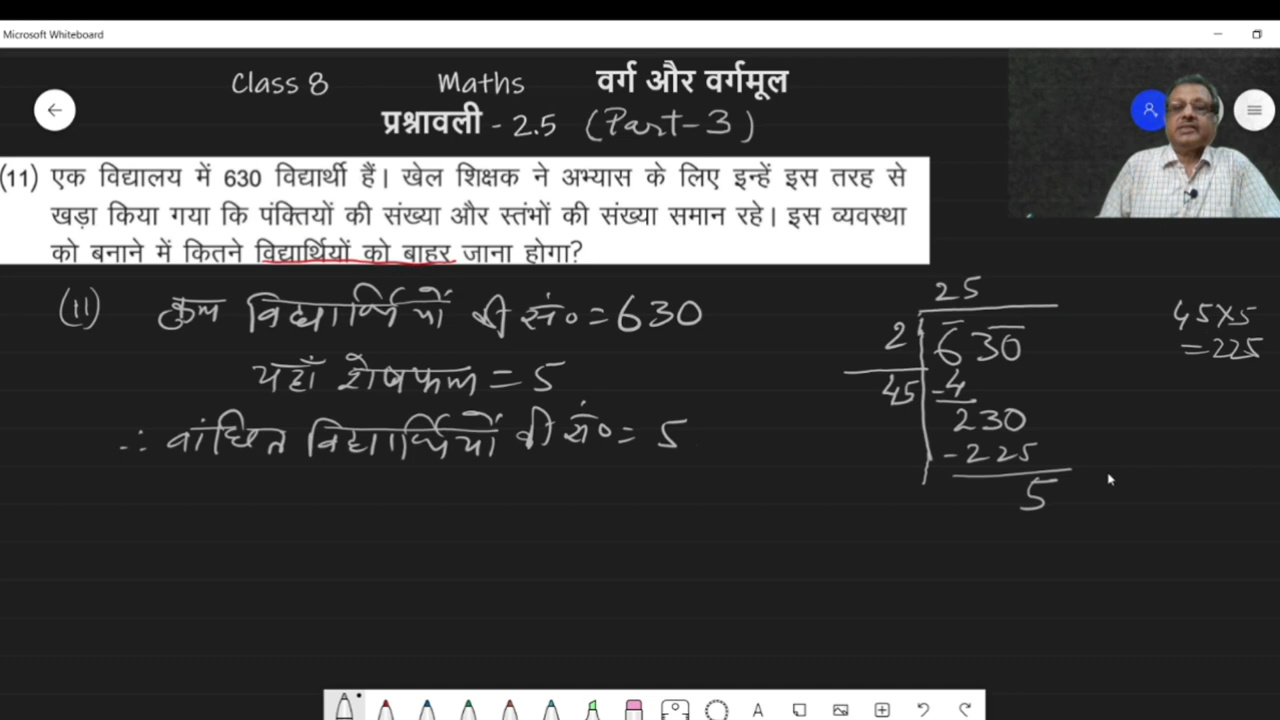 Microsoft Whiteboard
Class 8 Maths वर्ग और वर्गमूल
प्रश्नावली - 2.5 (Part-3)
(11) एक विद्यालय में 630 विद्यार्थी हैं। खेल शिक्षक ने अभ्यास के लिए इन्हें इस तरह से
खड़ा किया गया कि पंक्तियों की संख्या और स्तंभों की संख्या समान रहे। इस व्यवस्था
को बनाने में कितने विद्यार्थियों को बाहर जाना होगा?
(11) कुल विद्यार्थियों की सं० = 630
यहाँ शेषफल = 5
∴ वांछित विद्यार्थियों की सं० = 5
25
2 630
45 -4
230
-225
5
45×5
=225
A